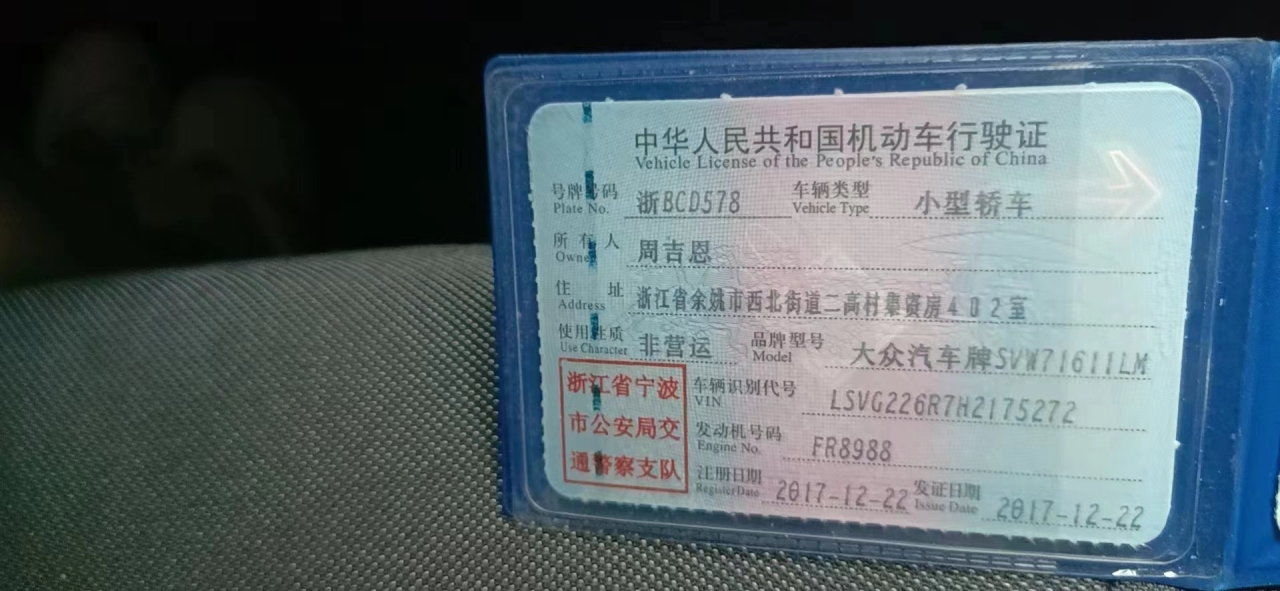 中华人民共和国机动车行驶证
Vehicle License of the People's Republic of China
号牌号码 浙BCD578 车辆类型 小型轿车
Plate No. Vehicle Type
所有人 周吉恩
Owner
住址 浙江省余姚市西北街道二高村集资房402室
Address
使用性质 非营运 品牌型号 大众汽车牌SVW71611LM
Use Character Model
浙江省宁波
市公安局交
通警察支队
车辆识别代号 LSVG226R7H2175272
VIN
发动机号码 FR8988
Engine No.
注册日期 2017-12-22 发证日期 2017-12-22
Register Date Issue Date